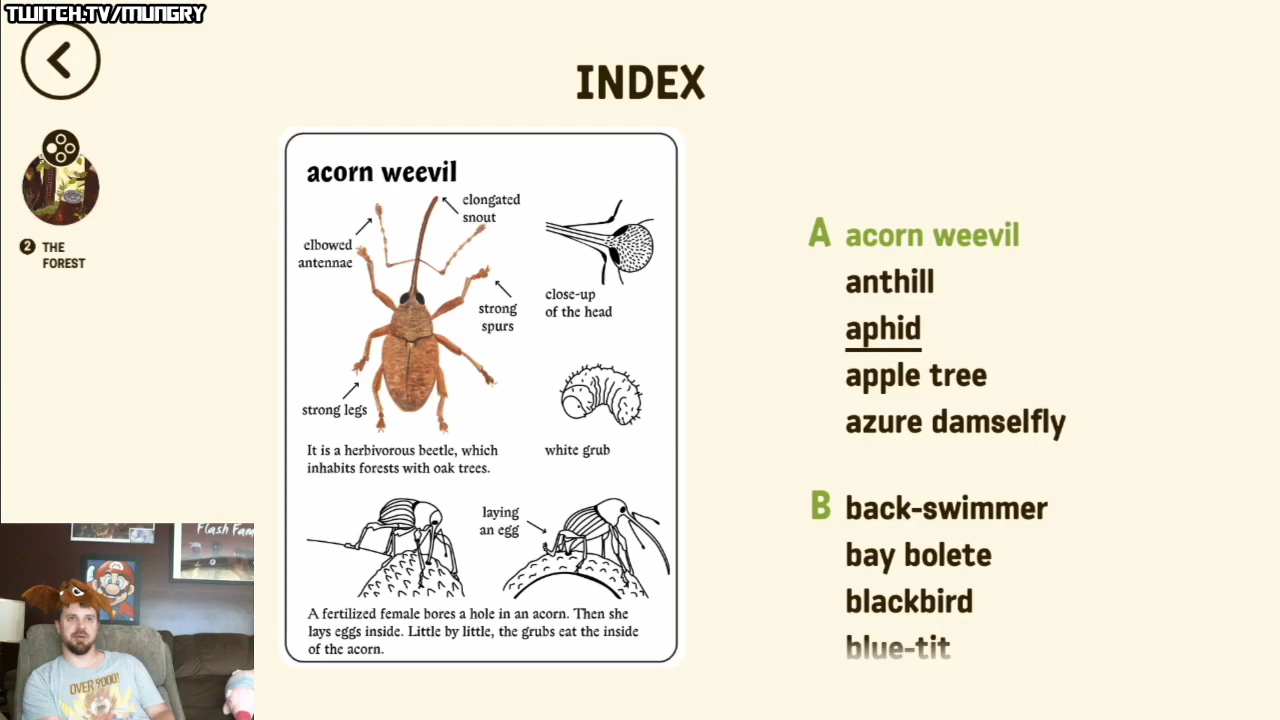 TWITCH.TV/MUNGRY
INDEX
2 THE
FOREST
acorn weevil
elongated
snout
elbowed
antennae
strong
spurs
close-up
of the head
strong legs
It is a herbivorous beetle, which
inhabits forests with oak trees.
white grub
laying
an egg
A fertilized female bores a hole in an acorn. Then she
lays eggs inside. Little by little, the grubs eat the inside
of the acorn.
A acorn weevil
anthill
aphid
apple tree
azure damselfly
B back-swimmer
bay bolete
blackbird
blue-tit
Flash Fam
OVER 9000!